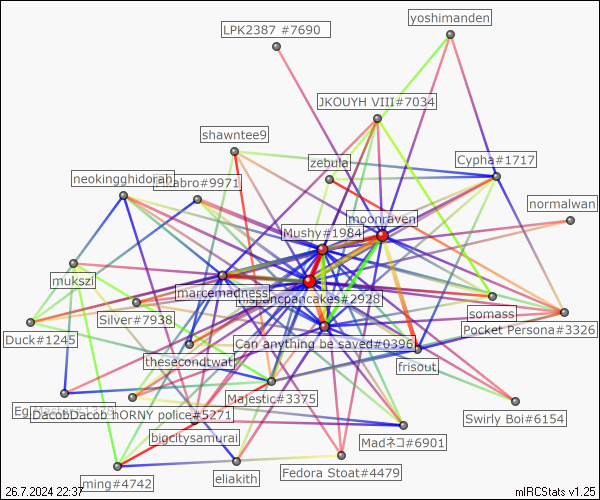 yoshimanden
LPK2387 #7690
JKOUYH VIII#7034
shawntee9
zebula
Cypha#1717
neokingghidorah
#9971
normalwan
moonraven
Mushy#1984
mukszi
marcemadness
#2928
somass
Silver#7938
Pocket Persona#3326
Duck#1245
Can anything be saved#0396
thesecondtwat
frisout
Majestic#3375
DacobDacob hORNY police#5271
Swirly Boi#6154
bigcitysamurai
Madネコ#6901
Fedora Stoat#4479
eliakith
ming#4742
26.7.2024 22:37
mIRCStats v1.25